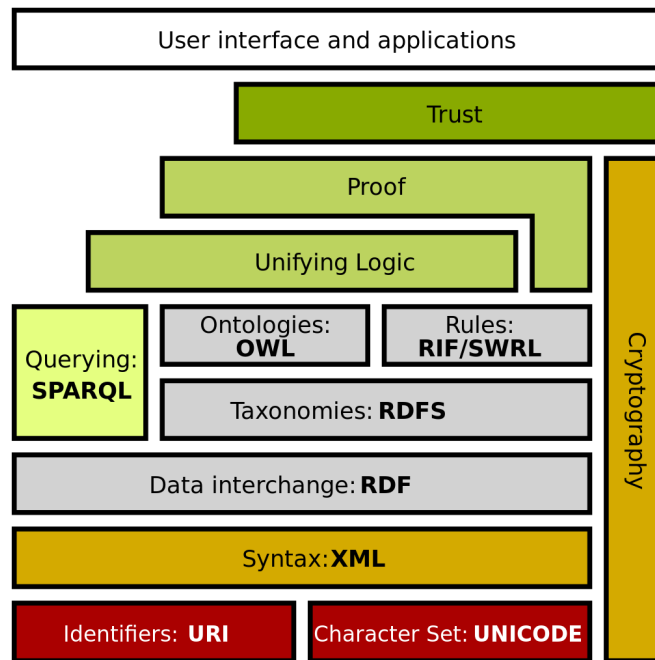 User interface and applications
Trust
Proof
Unifying Logic
Querying:
SPARQL
Ontologies:
OWL
Rules:
RIF/SWRL
Taxonomies: RDFS
Cryptography
Data interchange: RDF
Syntax: XML
Identifiers: URI
Character Set: UNICODE